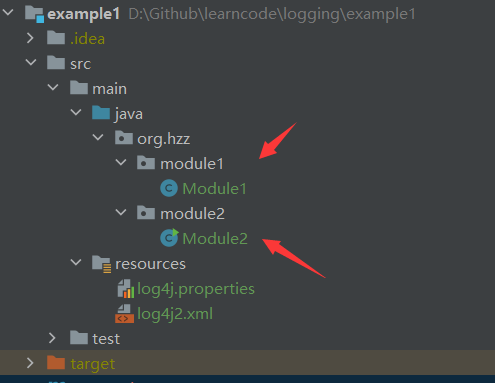 example1 D:\Github\learncode\logging\example1
.idea
src
main
java
org.hzz
module1
Module1
module2
Module2
resources
log4j.properties
log4j2.xml
test
target